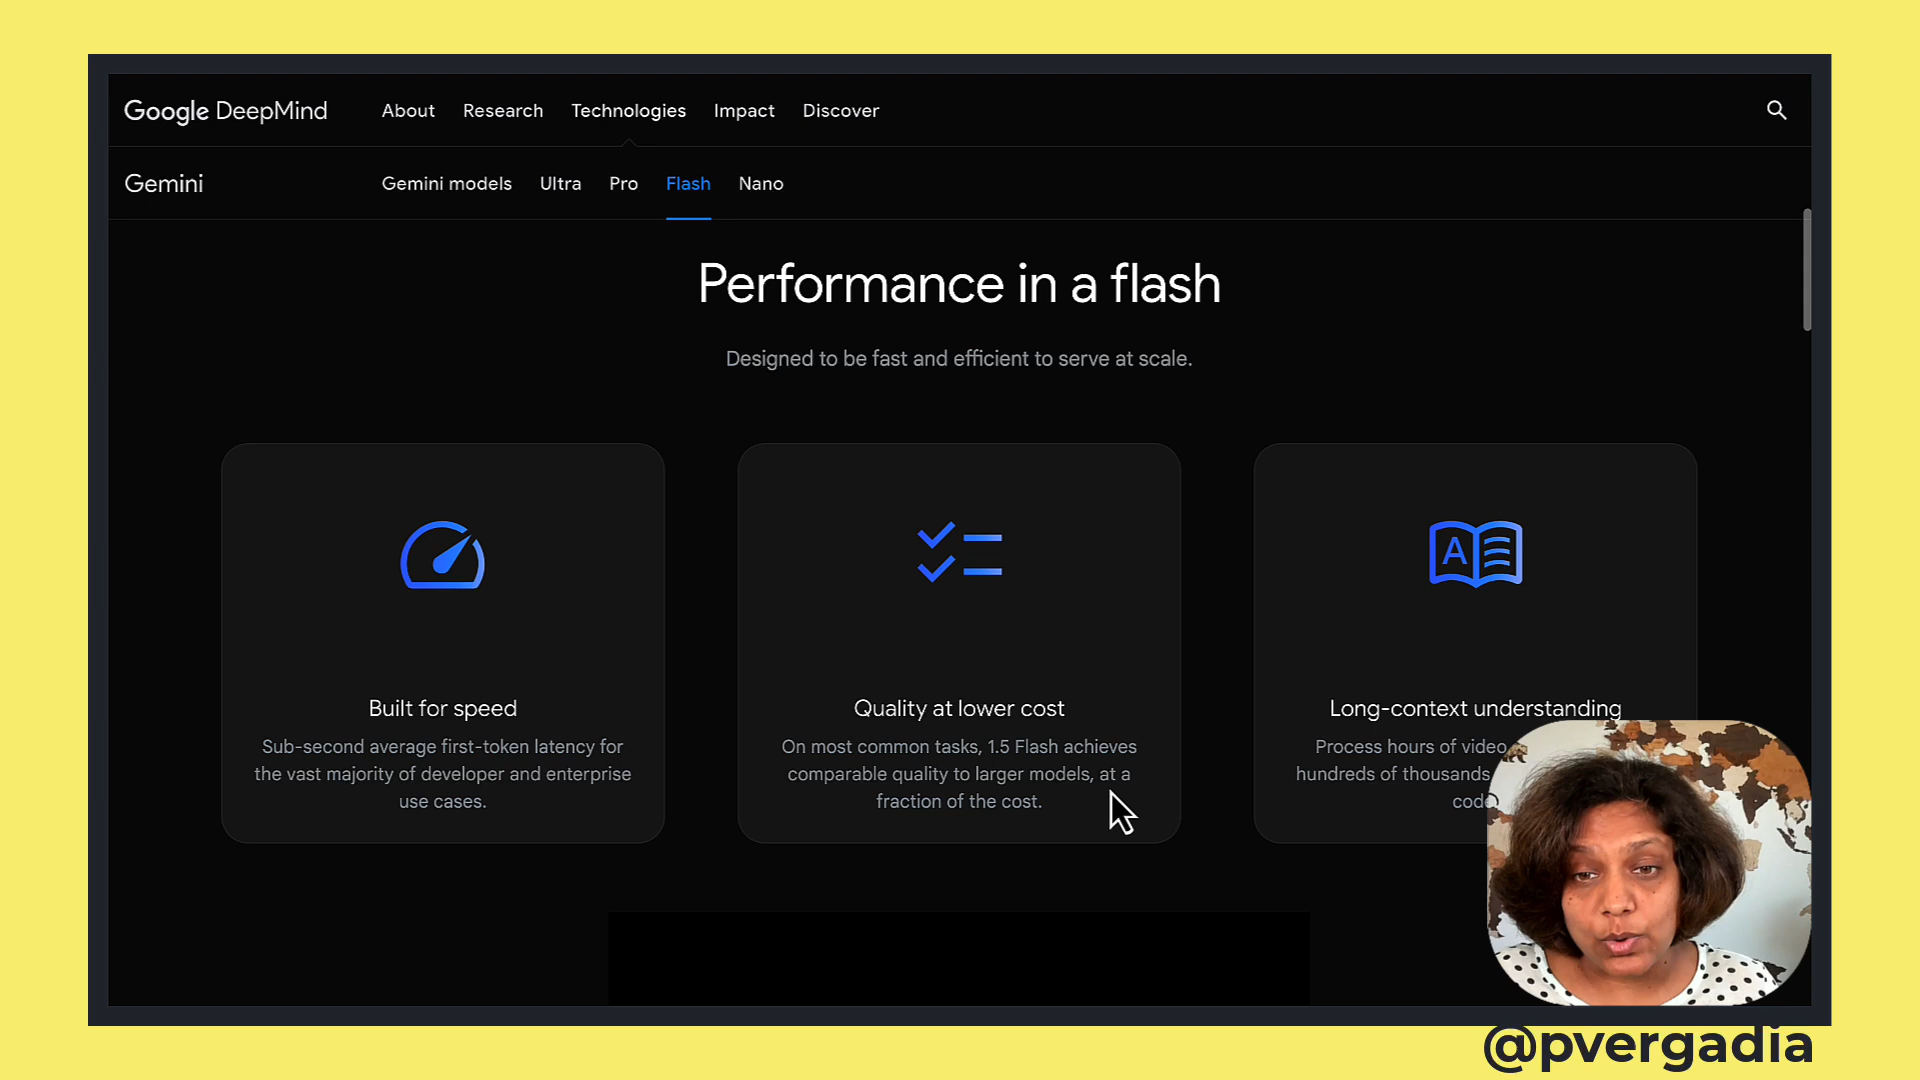 Google DeepMind About Research Technologies Impact Discover
Gemini Gemini models Ultra Pro Flash Nano
Performance in a flash
Designed to be fast and efficient to serve at scale.
Built for speed
Sub-second average first-token latency for
the vast majority of developer and enterprise
use cases.
Quality at lower cost
On most common tasks, 1.5 Flash achieves
comparable quality to larger models, at a
fraction of the cost.
A
Long-context understanding
Process hours of video
hundreds of thousands
code
@pvergadia